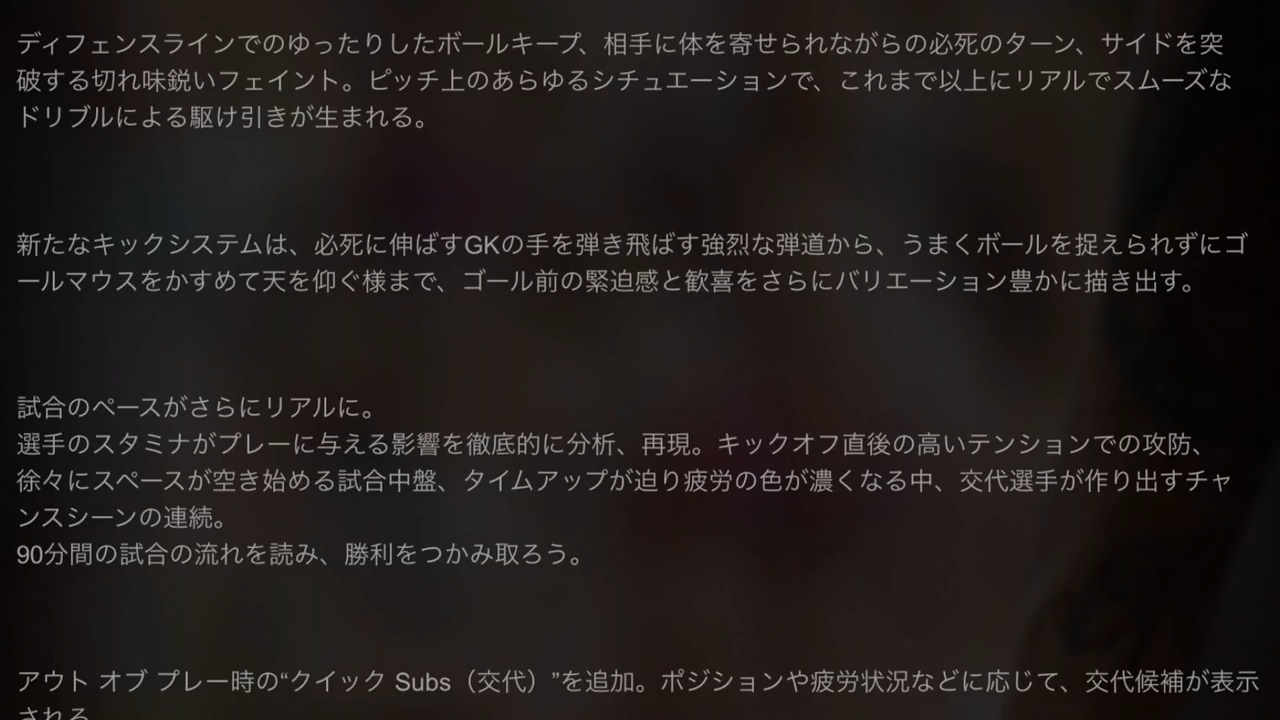 ディフェンスラインでのゆったりしたボールキープ、相手に体を寄せられながらの必死のターン、サイドを突
破する切れ味鋭いフェイント。ピッチ上のあらゆるシチュエーションで、これまで以上にリアルでスムーズな
ドリブルによる駆け引きが生まれる。
新たなキックシステムは、必死に伸ばすGKの手を弾き飛ばす強烈な弾道から、うまくボールを捉えられずにゴ
ールマウスをかすめて天を仰ぐ様まで、ゴール前の緊迫感と歓喜をさらにバリエーション豊かに描き出す。
試合のペースがさらにリアルに。
選手のスタミナがプレーに与える影響を徹底的に分析、再現。キックオフ直後の高いテンションでの攻防、
徐々にスペースが空き始める試合中盤、タイムアップが迫り疲労の色が濃くなる中、交代選手が作り出すチャ
ンスシーンの連続。
90分間の試合の流れを読み、勝利をつかみ取ろう。
アウト オブ プレー時の“クイック Subs（交代）”を追加。ポジションや疲労状況などに応じて、交代候補が表示
される